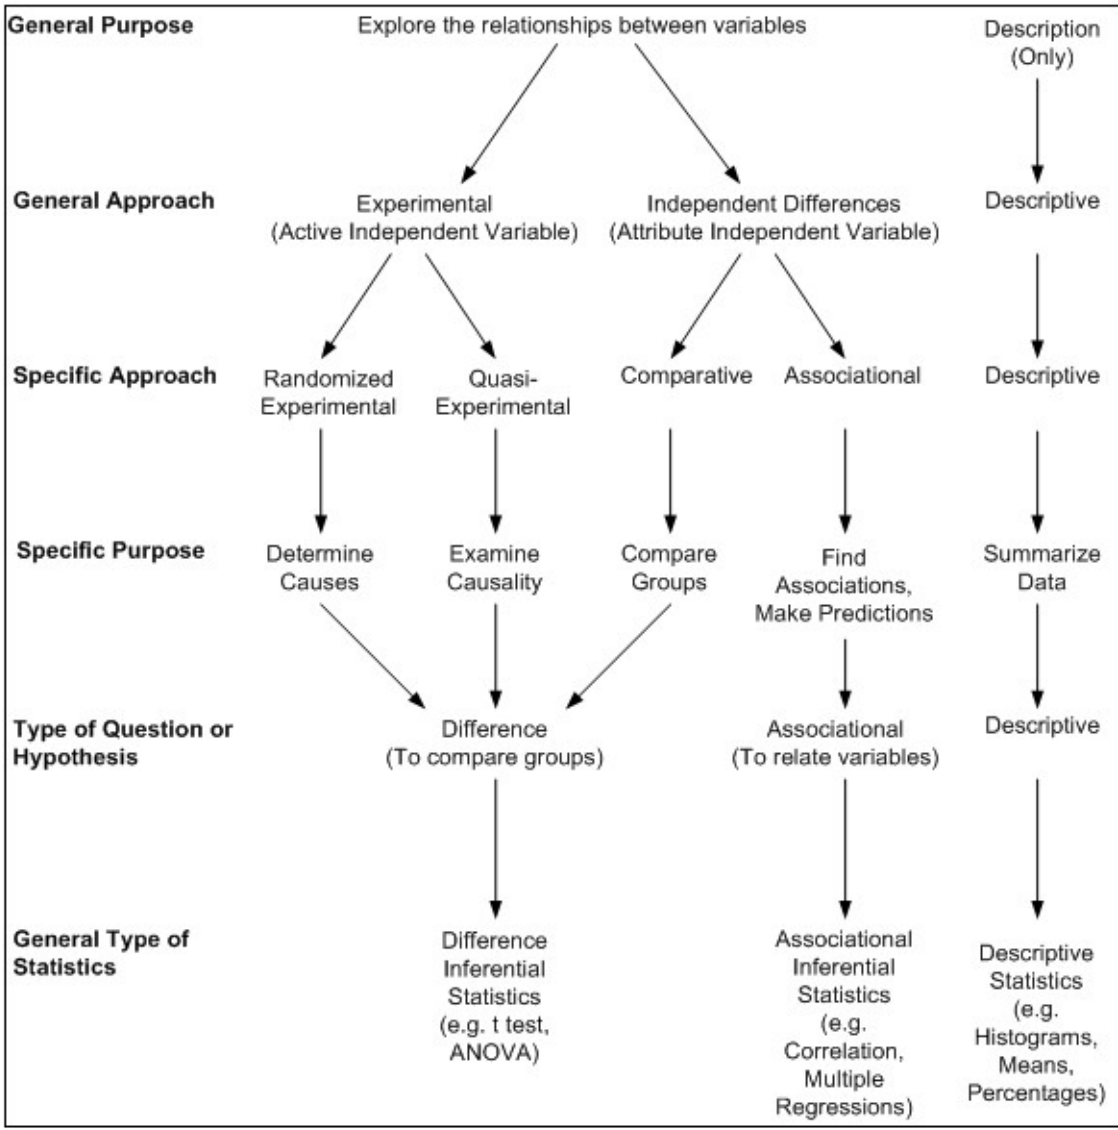 General Purpose
Explore the relationships between variables
Description
(Only)
General Approach
Experimental
(Active Independent Variable)
Independent Differences
(Attribute Independent Variable)
Descriptive
Specific Approach
Randomized
Experimental
Quasi-
Experimental
Comparative
Associational
Descriptive
Specific Purpose
Determine
Causes
Examine
Causality
Compare
Groups
Find
Associations,
Make Predictions
Summarize
Data
Type of Question or
Hypothesis
Difference
(To compare groups)
Associational
(To relate variables)
Descriptive
General Type of
Statistics
Difference
Inferential
Statistics
(e.g. t test,
ANOVA)
Associational
Inferential
Statistics
(e.g.
Correlation,
Multiple
Regressions)
Descriptive
Statistics
(e.g.
Histograms,
Means,
Percentages)